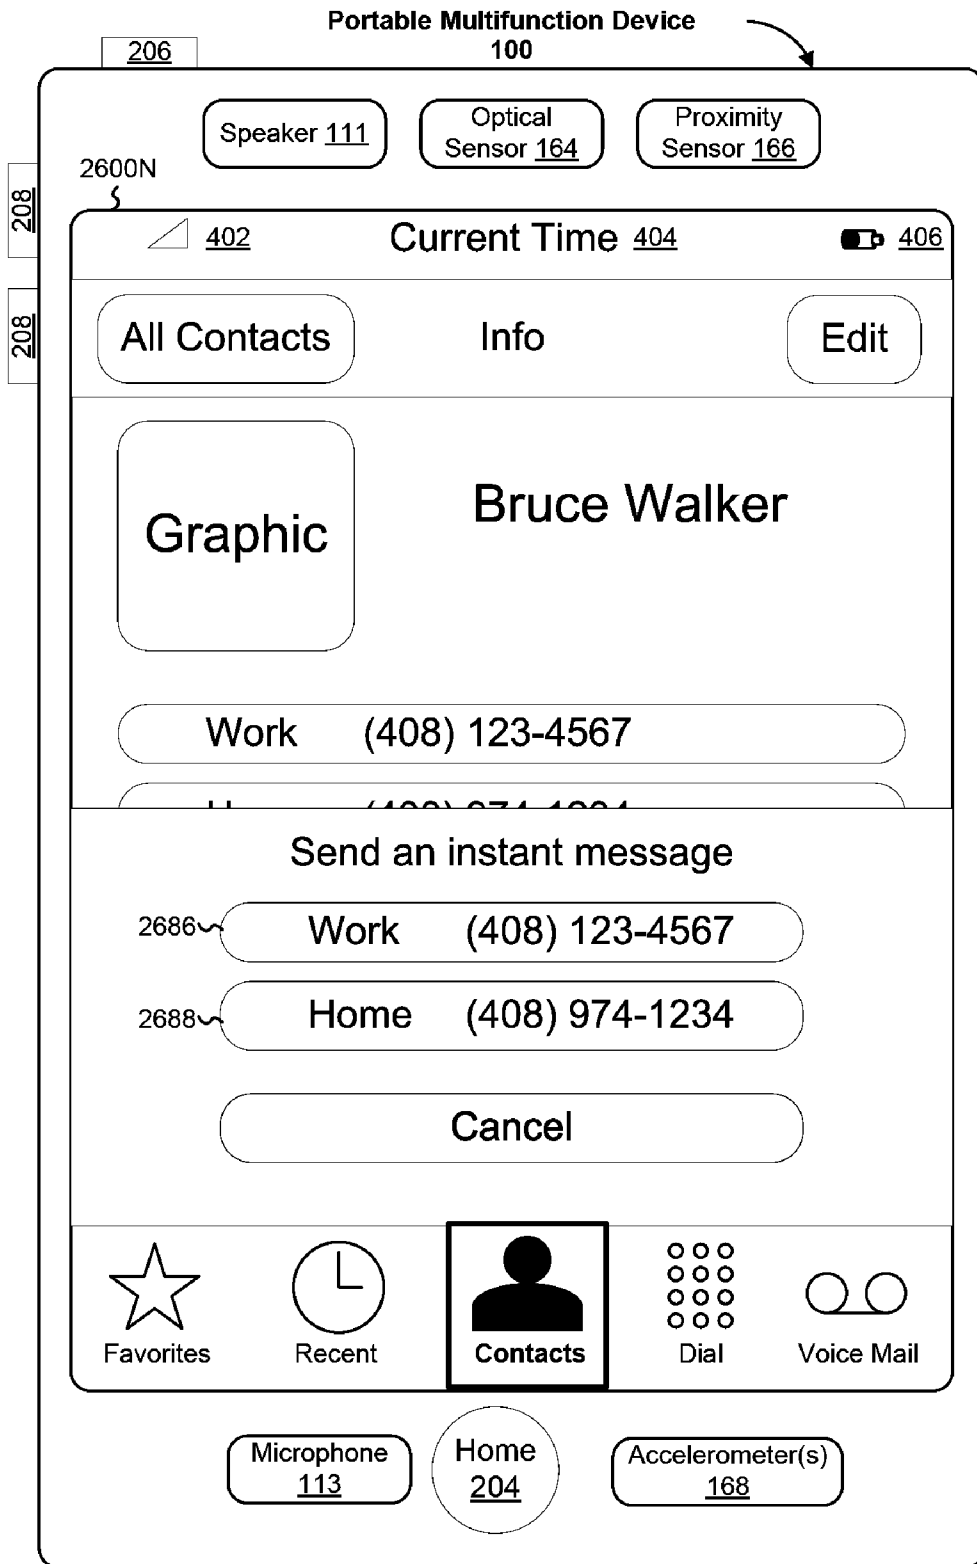 Portable Multifunction Device
100
206
Speaker 111
Optical
Sensor 164
Proximity
Sensor 166
2600N
208
208
402
Current Time 404
406
All Contacts
Info
Edit
Graphic
Bruce Walker
Work (408) 123-4567
Send an instant message
2686
Work (408) 123-4567
2688
Home (408) 974-1234
Cancel
Favorites
Recent
Contacts
Dial
Voice Mail
Microphone
113
Home
204
Accelerometer(s)
168